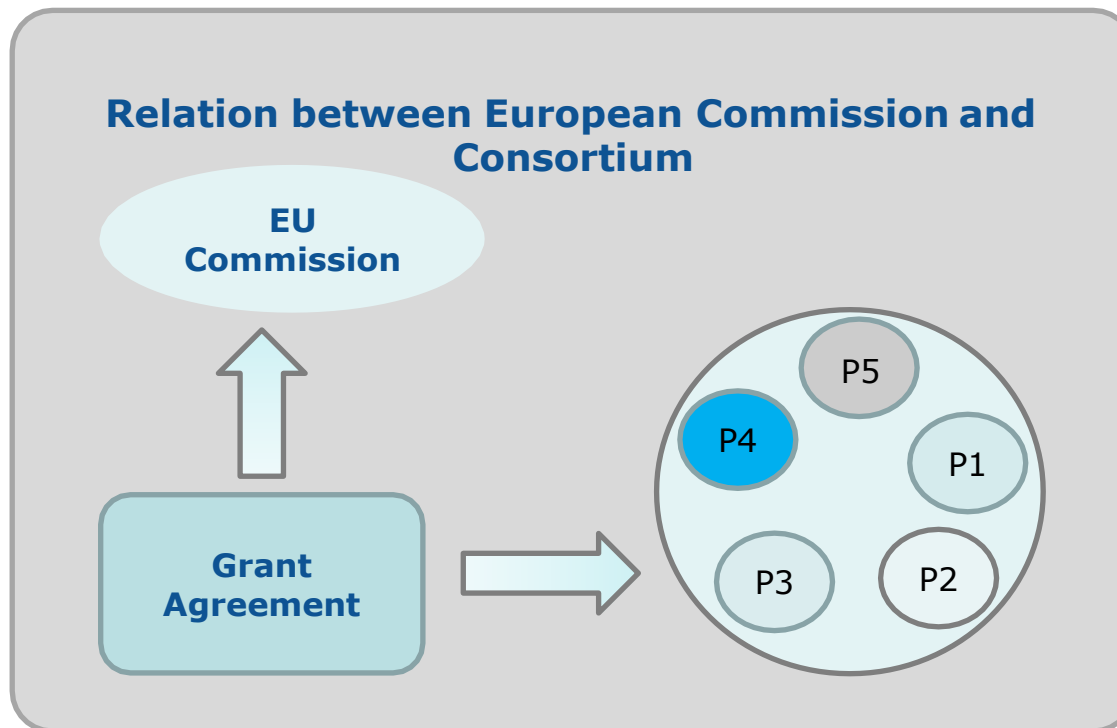 Relation between European Commission and
Consortium
EU
Commission
P5
P4
P1
Grant
Agreement
P3
P2